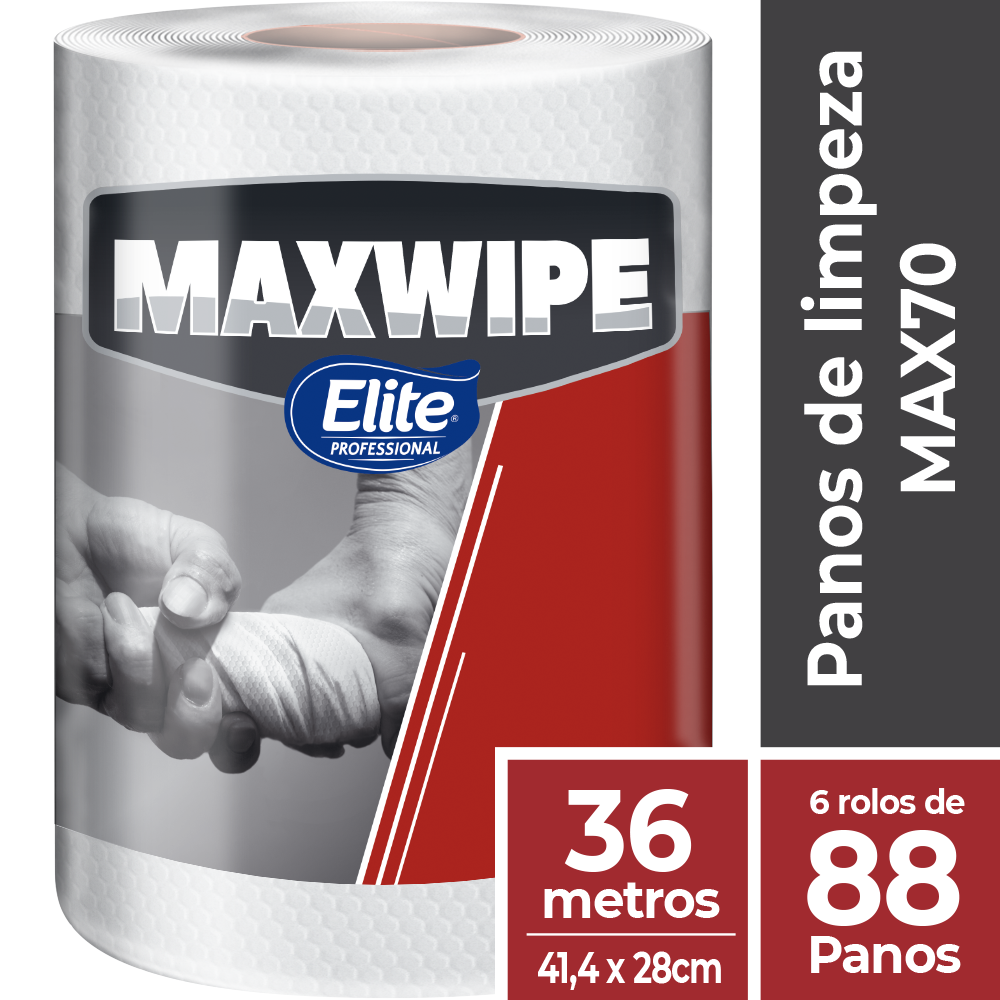 MAXWIPE
Elite®
PROFESSIONAL
Panos de limpeza
MAX70
36
metros
41,4 x 28cm
6 rolos de
88
Panos